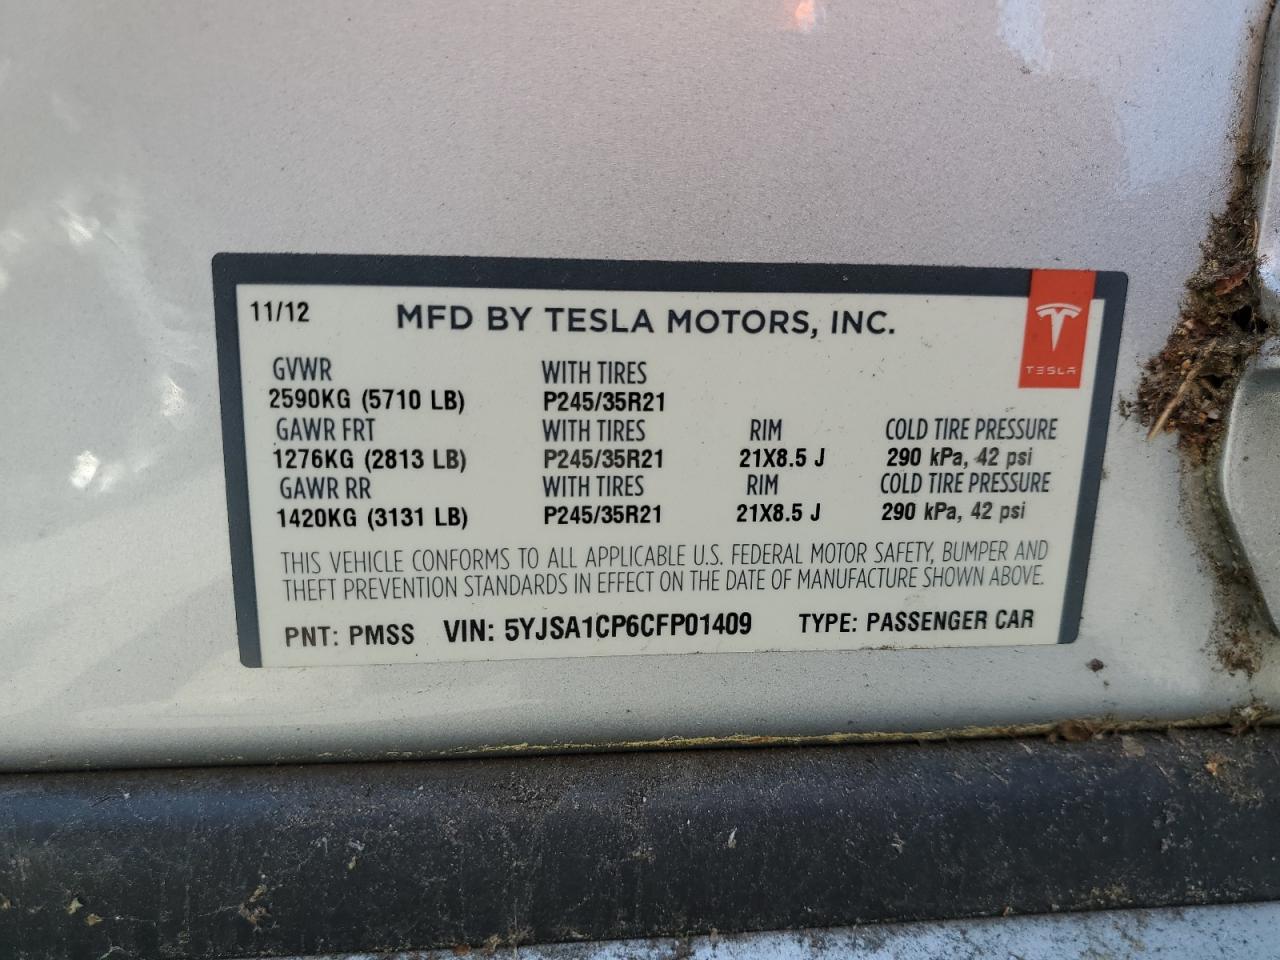 11/12 MFD BY TESLA MOTORS, INC.
TESLA
GVWR WITH TIRES
2590KG (5710 LB) P245/35R21
GAWR FRT WITH TIRES RIM COLD TIRE PRESSURE
1276KG (2813 LB) P245/35R21 21X8.5 J 290 kPa, 42 psi
GAWR RR WITH TIRES RIM COLD TIRE PRESSURE
1420KG (3131 LB) P245/35R21 21X8.5 J 290 kPa, 42 psi
THIS VEHICLE CONFORMS TO ALL APPLICABLE U.S. FEDERAL MOTOR SAFETY, BUMPER AND
THEFT PREVENTION STANDARDS IN EFFECT ON THE DATE OF MANUFACTURE SHOWN ABOVE.
PNT: PMSS VIN: 5YJSA1CP6CFP01409 TYPE: PASSENGER CAR